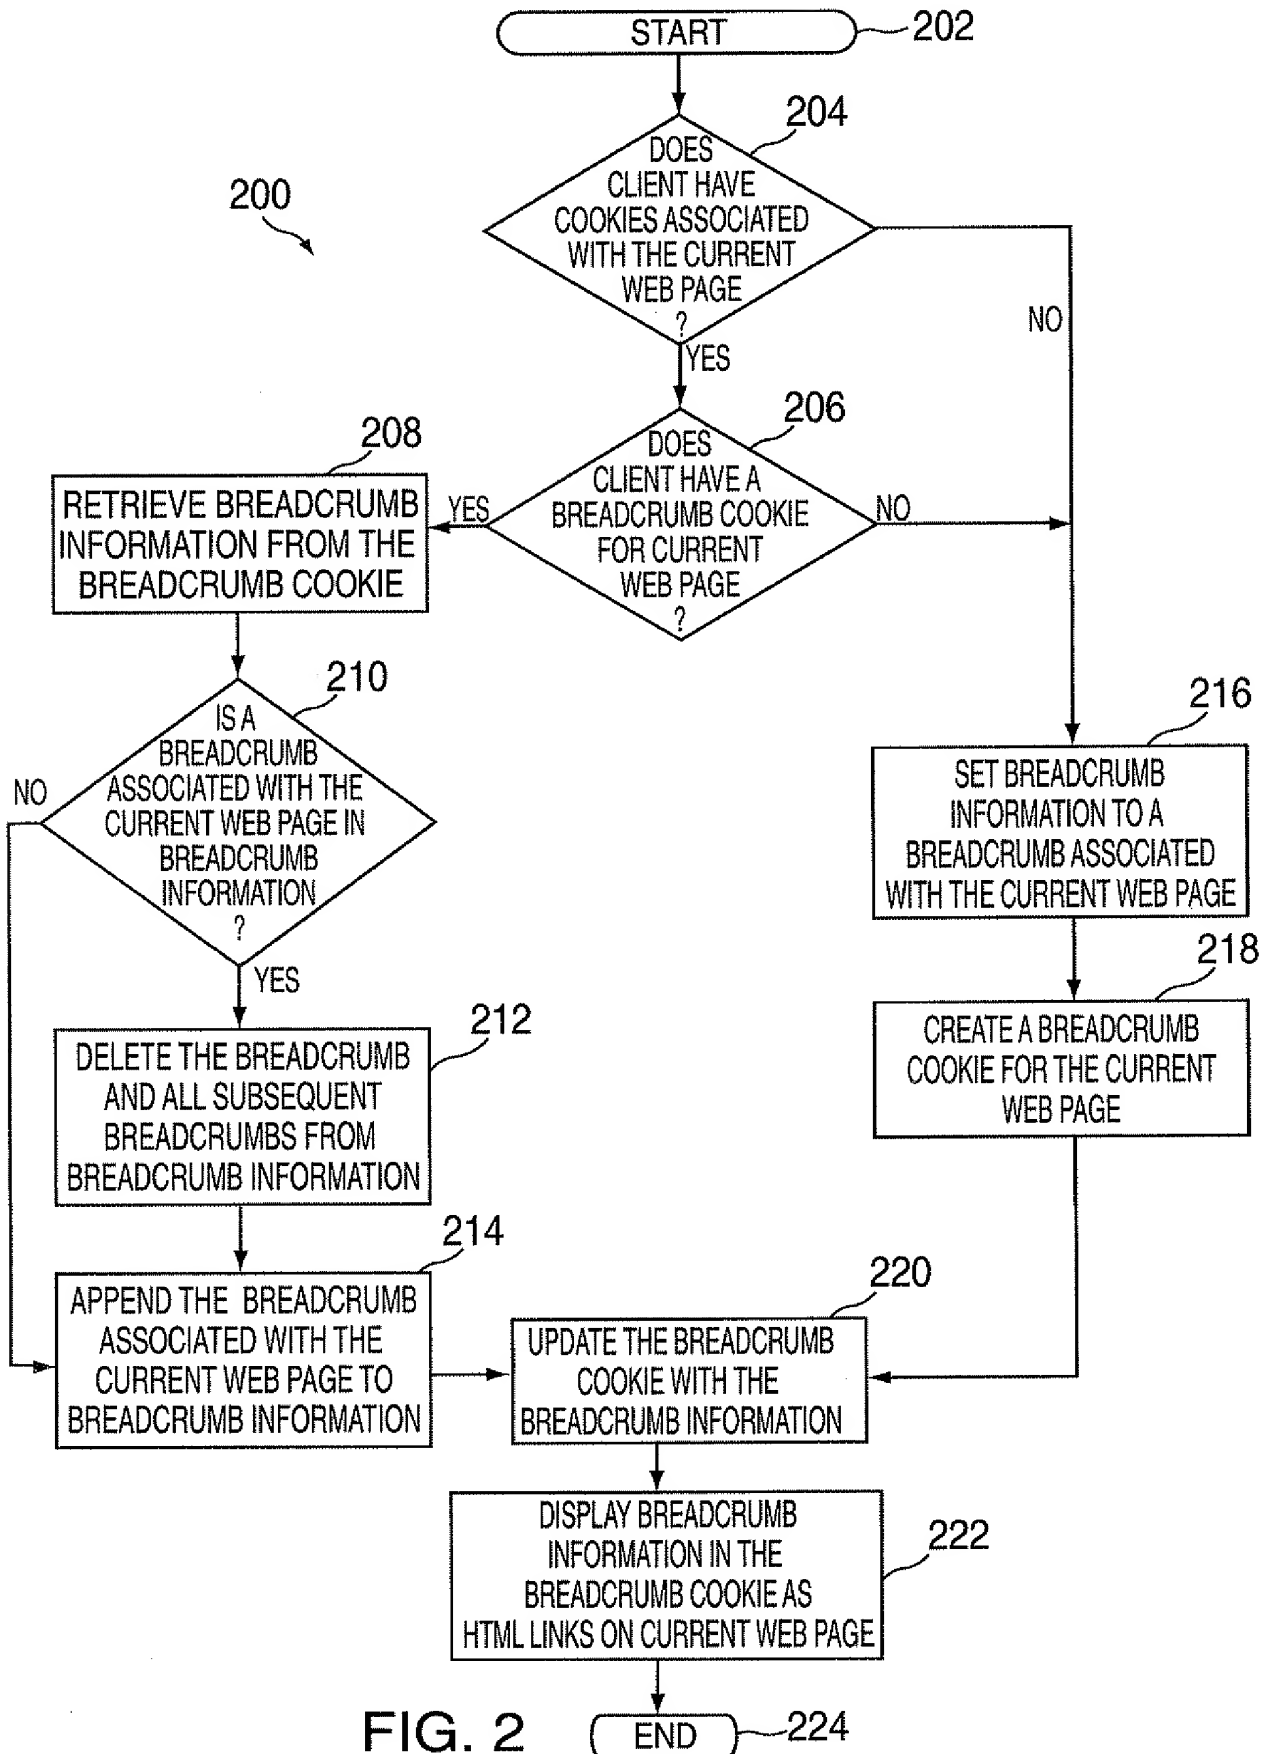 START
202
204
DOES
CLIENT HAVE
COOKIES ASSOCIATED
WITH THE CURRENT
WEB PAGE
?
200
NO
YES
206
DOES
CLIENT HAVE A
BREADCRUMB COOKIE
FOR CURRENT
WEB PAGE
?
YES
NO
208
RETRIEVE BREADCRUMB
INFORMATION FROM THE
BREADCRUMB COOKIE
210
IS A
BREADCRUMB
ASSOCIATED WITH THE
CURRENT WEB PAGE IN
BREADCRUMB
INFORMATION
?
NO
YES
216
SET BREADCRUMB
INFORMATION TO A
BREADCRUMB ASSOCIATED
WITH THE CURRENT WEB PAGE
218
CREATE A BREADCRUMB
COOKIE FOR THE CURRENT
WEB PAGE
212
DELETE THE BREADCRUMB
AND ALL SUBSEQUENT
BREADCRUMBS FROM
BREADCRUMB INFORMATION
214
APPEND THE BREADCRUMB
ASSOCIATED WITH THE
CURRENT WEB PAGE TO
BREADCRUMB INFORMATION
220
UPDATE THE BREADCRUMB
COOKIE WITH THE
BREADCRUMB INFORMATION
222
DISPLAY BREADCRUMB
INFORMATION IN THE
BREADCRUMB COOKIE AS
HTML LINKS ON CURRENT WEB PAGE
FIG. 2
END
224